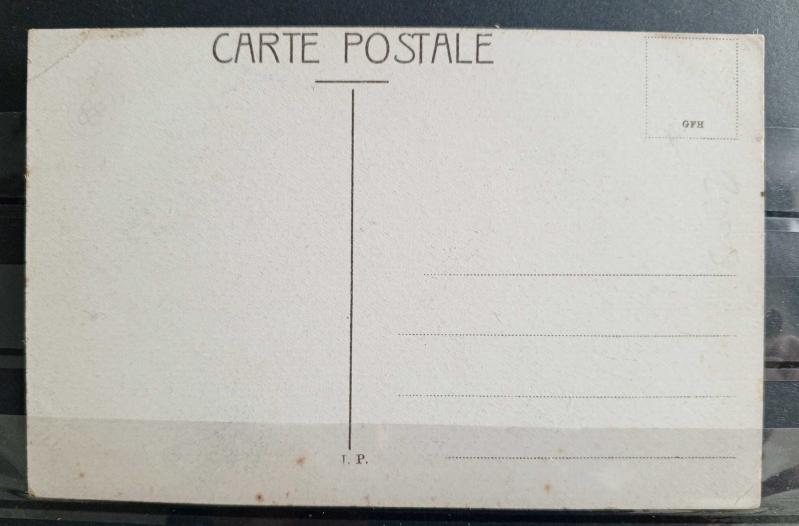 CARTE POSTALE
GFH
I. P.